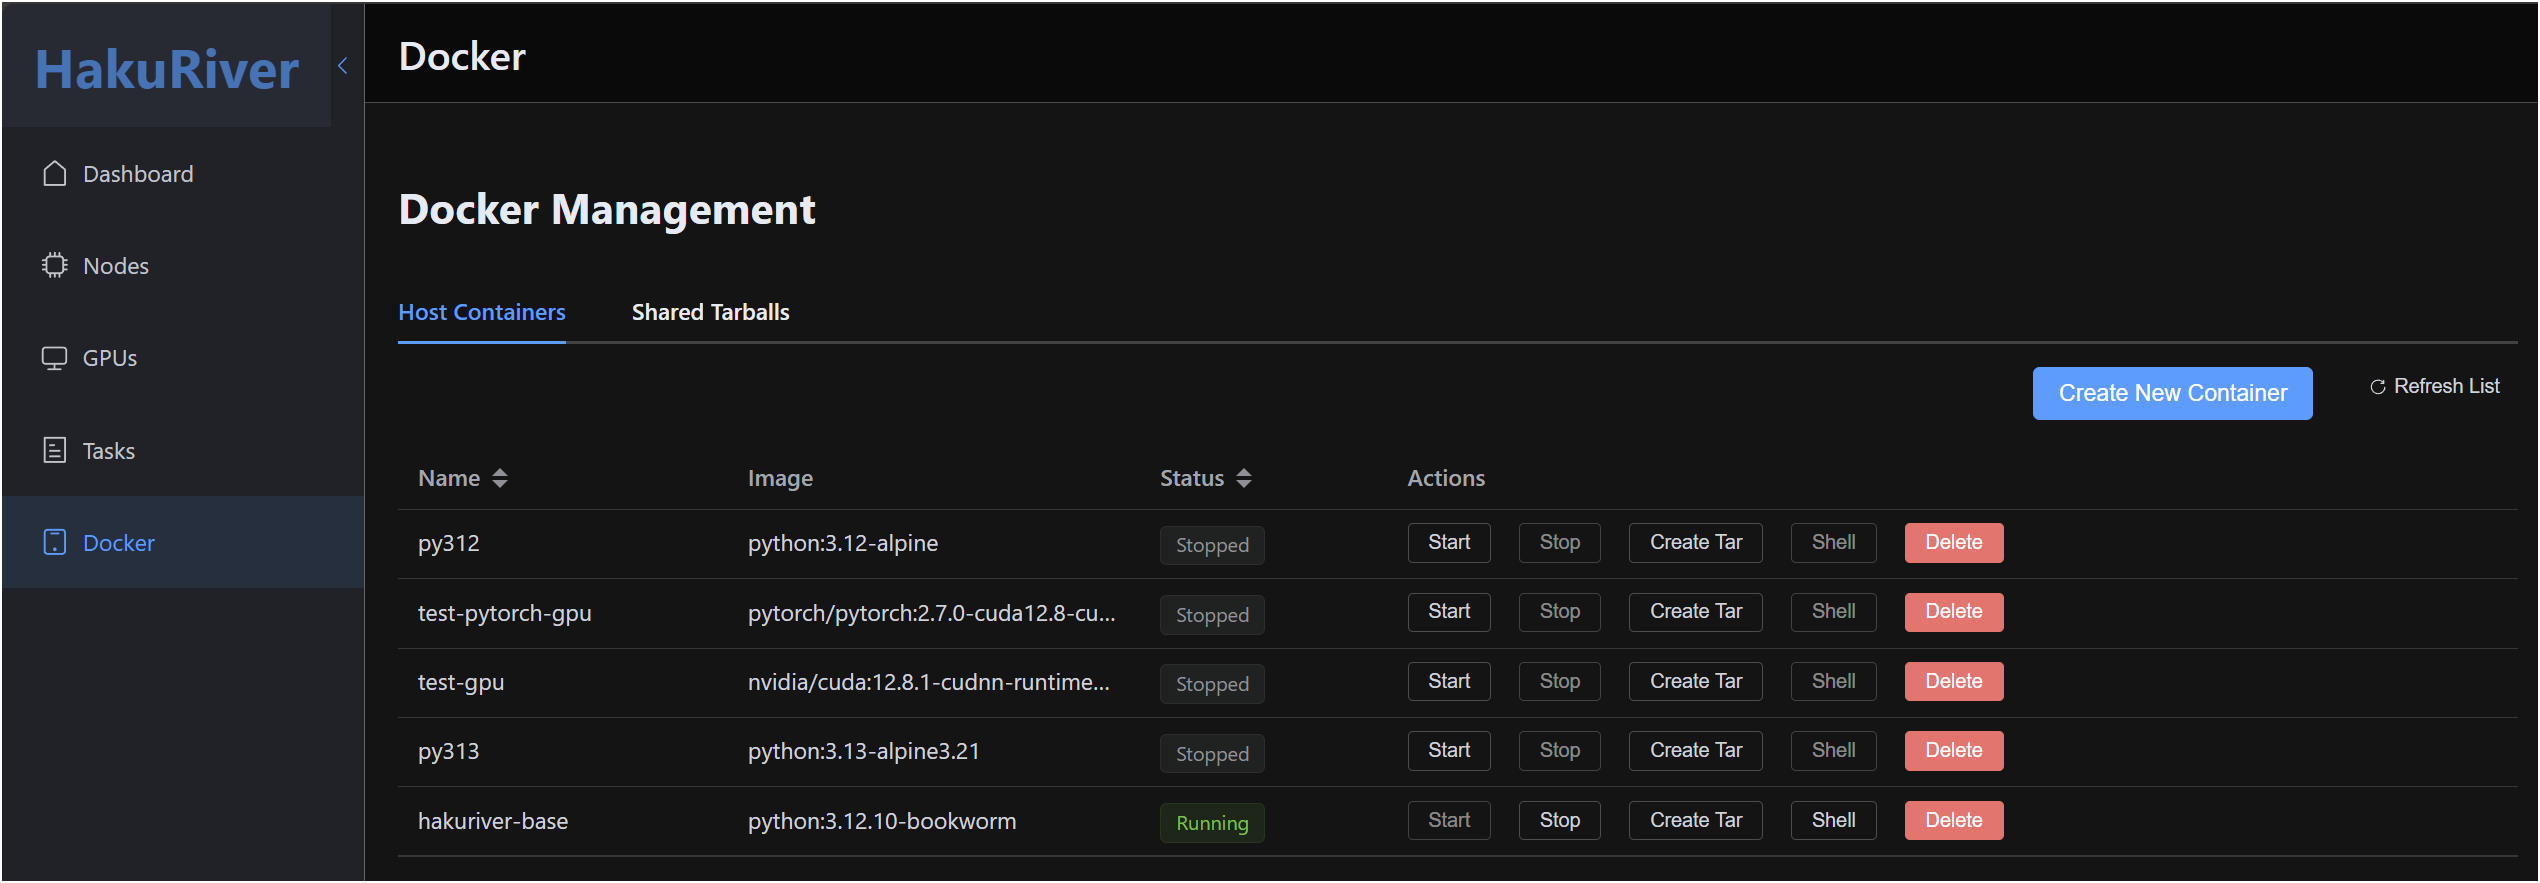 HakuRiver
Docker
Dashboard
Nodes
GPUs
Tasks
Docker
Docker Management
Host Containers Shared Tarballs
Create New Container Refresh List
Name Image Status Actions
py312 python:3.12-alpine Stopped Start Stop Create Tar Shell Delete
test-pytorch-gpu pytorch/pytorch:2.7.0-cuda12.8-cu... Stopped Start Stop Create Tar Shell Delete
test-gpu nvidia/cuda:12.8.1-cudnn-runtime... Stopped Start Stop Create Tar Shell Delete
py313 python:3.13-alpine3.21 Stopped Start Stop Create Tar Shell Delete
hakuriver-base python:3.12.10-bookworm Running Start Stop Create Tar Shell Delete